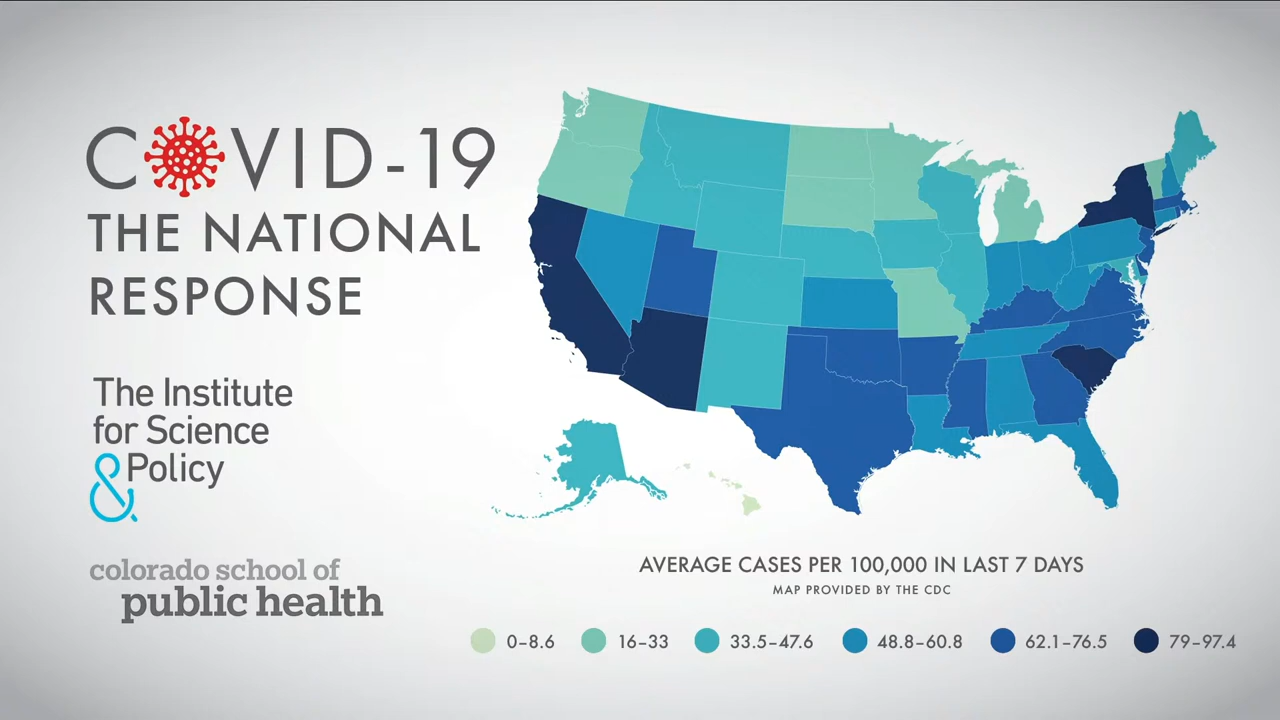 COVID-19
THE NATIONAL
RESPONSE
The Institute
for Science
& Policy
colorado school of
public health
AVERAGE CASES PER 100,000 IN LAST 7 DAYS
MAP PROVIDED BY THE CDC
0–8.6 16–33 33.5–47.6 48.8–60.8 62.1–76.5 79–97.4